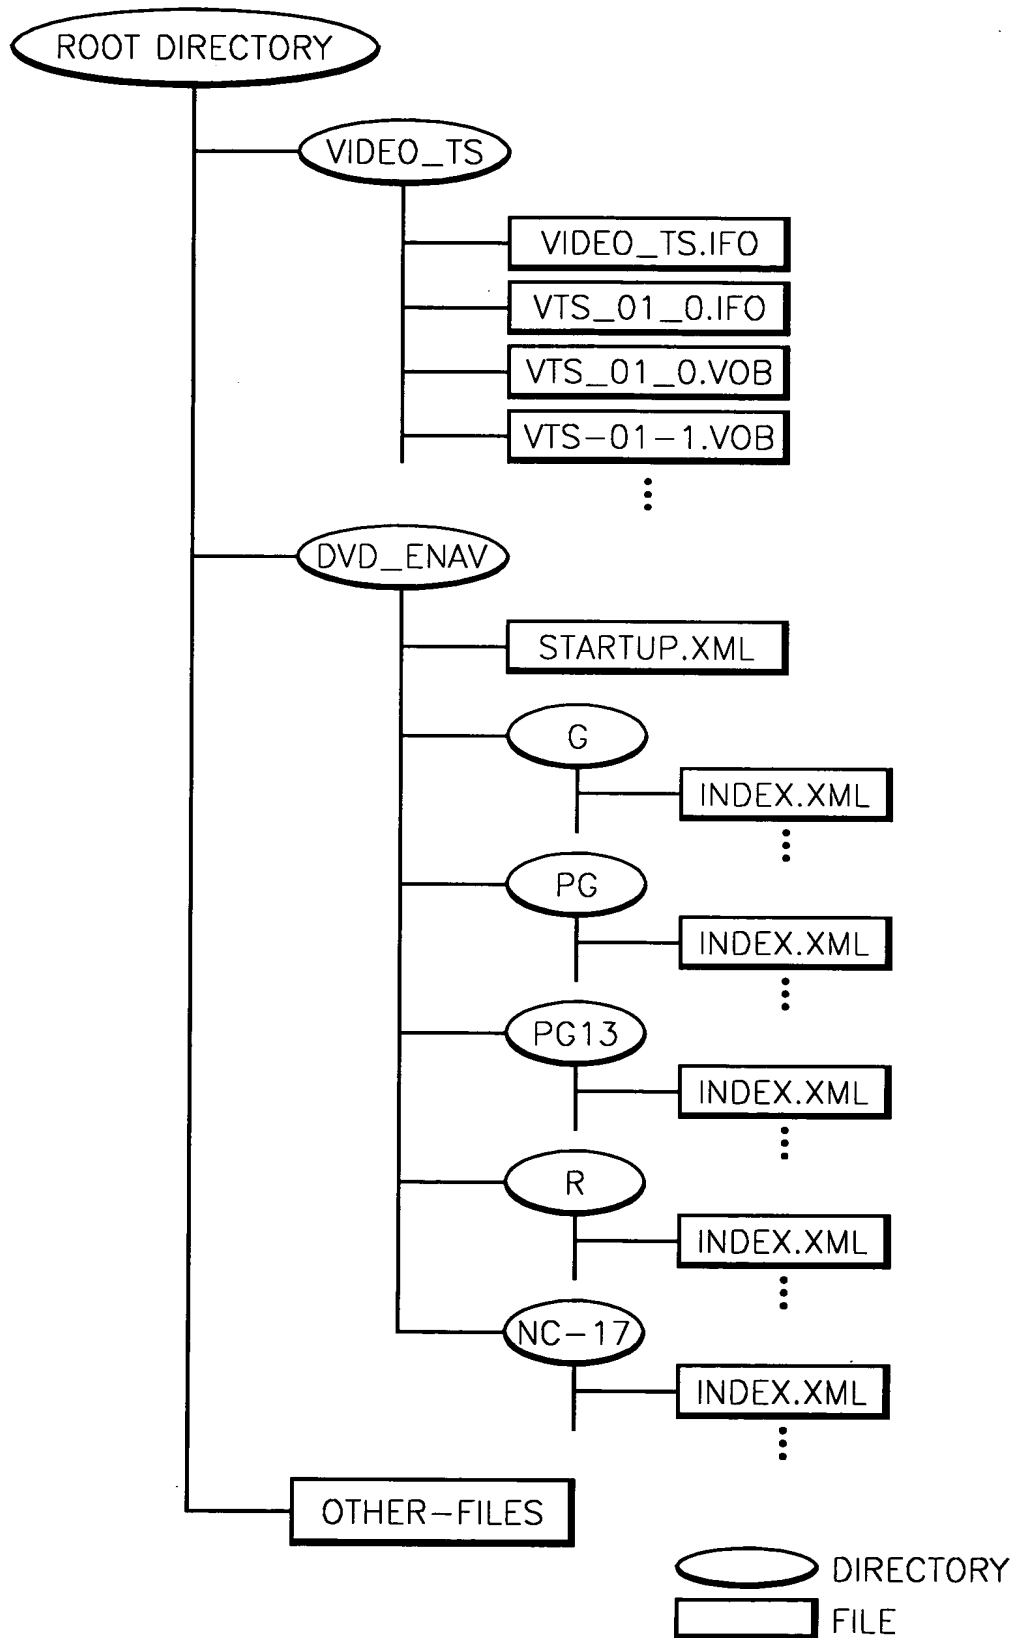 ROOT DIRECTORY
VIDEO_TS
VIDEO_TS.IFO
VTS_01_0.IFO
VTS_01_0.VOB
VTS-01-1.VOB
DVD_ENAV
STARTUP.XML
G
INDEX.XML
PG
INDEX.XML
PG13
INDEX.XML
R
INDEX.XML
NC-17
INDEX.XML
OTHER-FILES
DIRECTORY
FILE